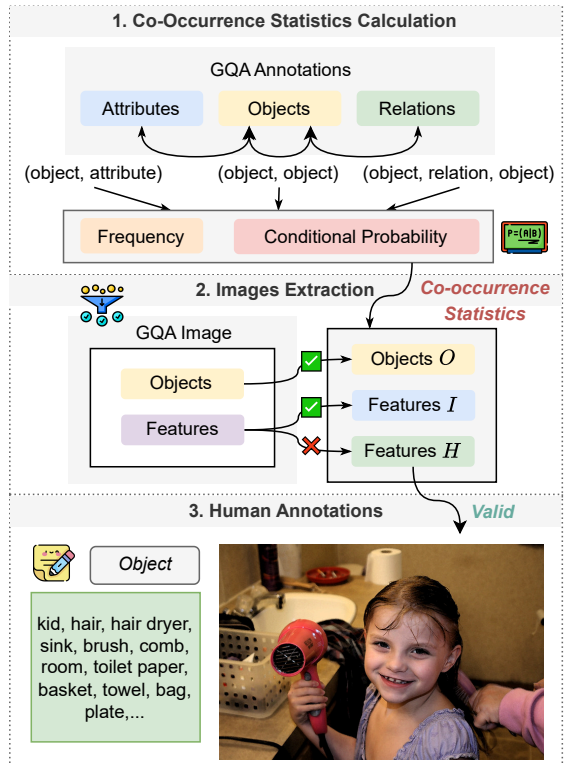 1. Co-Occurrence Statistics Calculation
GQA Annotations
Attributes
Objects
Relations
(object, attribute)
(object, object)
(object, relation, object)
Frequency
Conditional Probability
P=(A|B)
2. Images Extraction
Co-occurrence
Statistics
GQA Image
Objects
Features
Objects O
Features I
Features H
3. Human Annotations
Valid
Object
kid, hair, hair dryer,
sink, brush, comb,
room, toilet paper,
basket, towel, bag,
plate,...